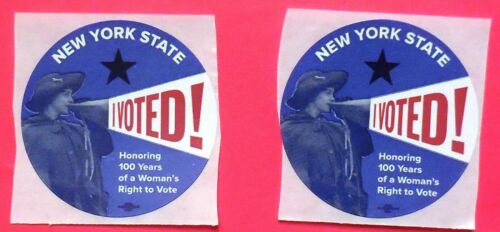 NEW YORK STATE
I VOTED!
Honoring
100 Years
of a Woman's
Right to Vote
NEW YORK STATE
I VOTED!
Honoring
100 Years
of a Woman's
Right to Vote